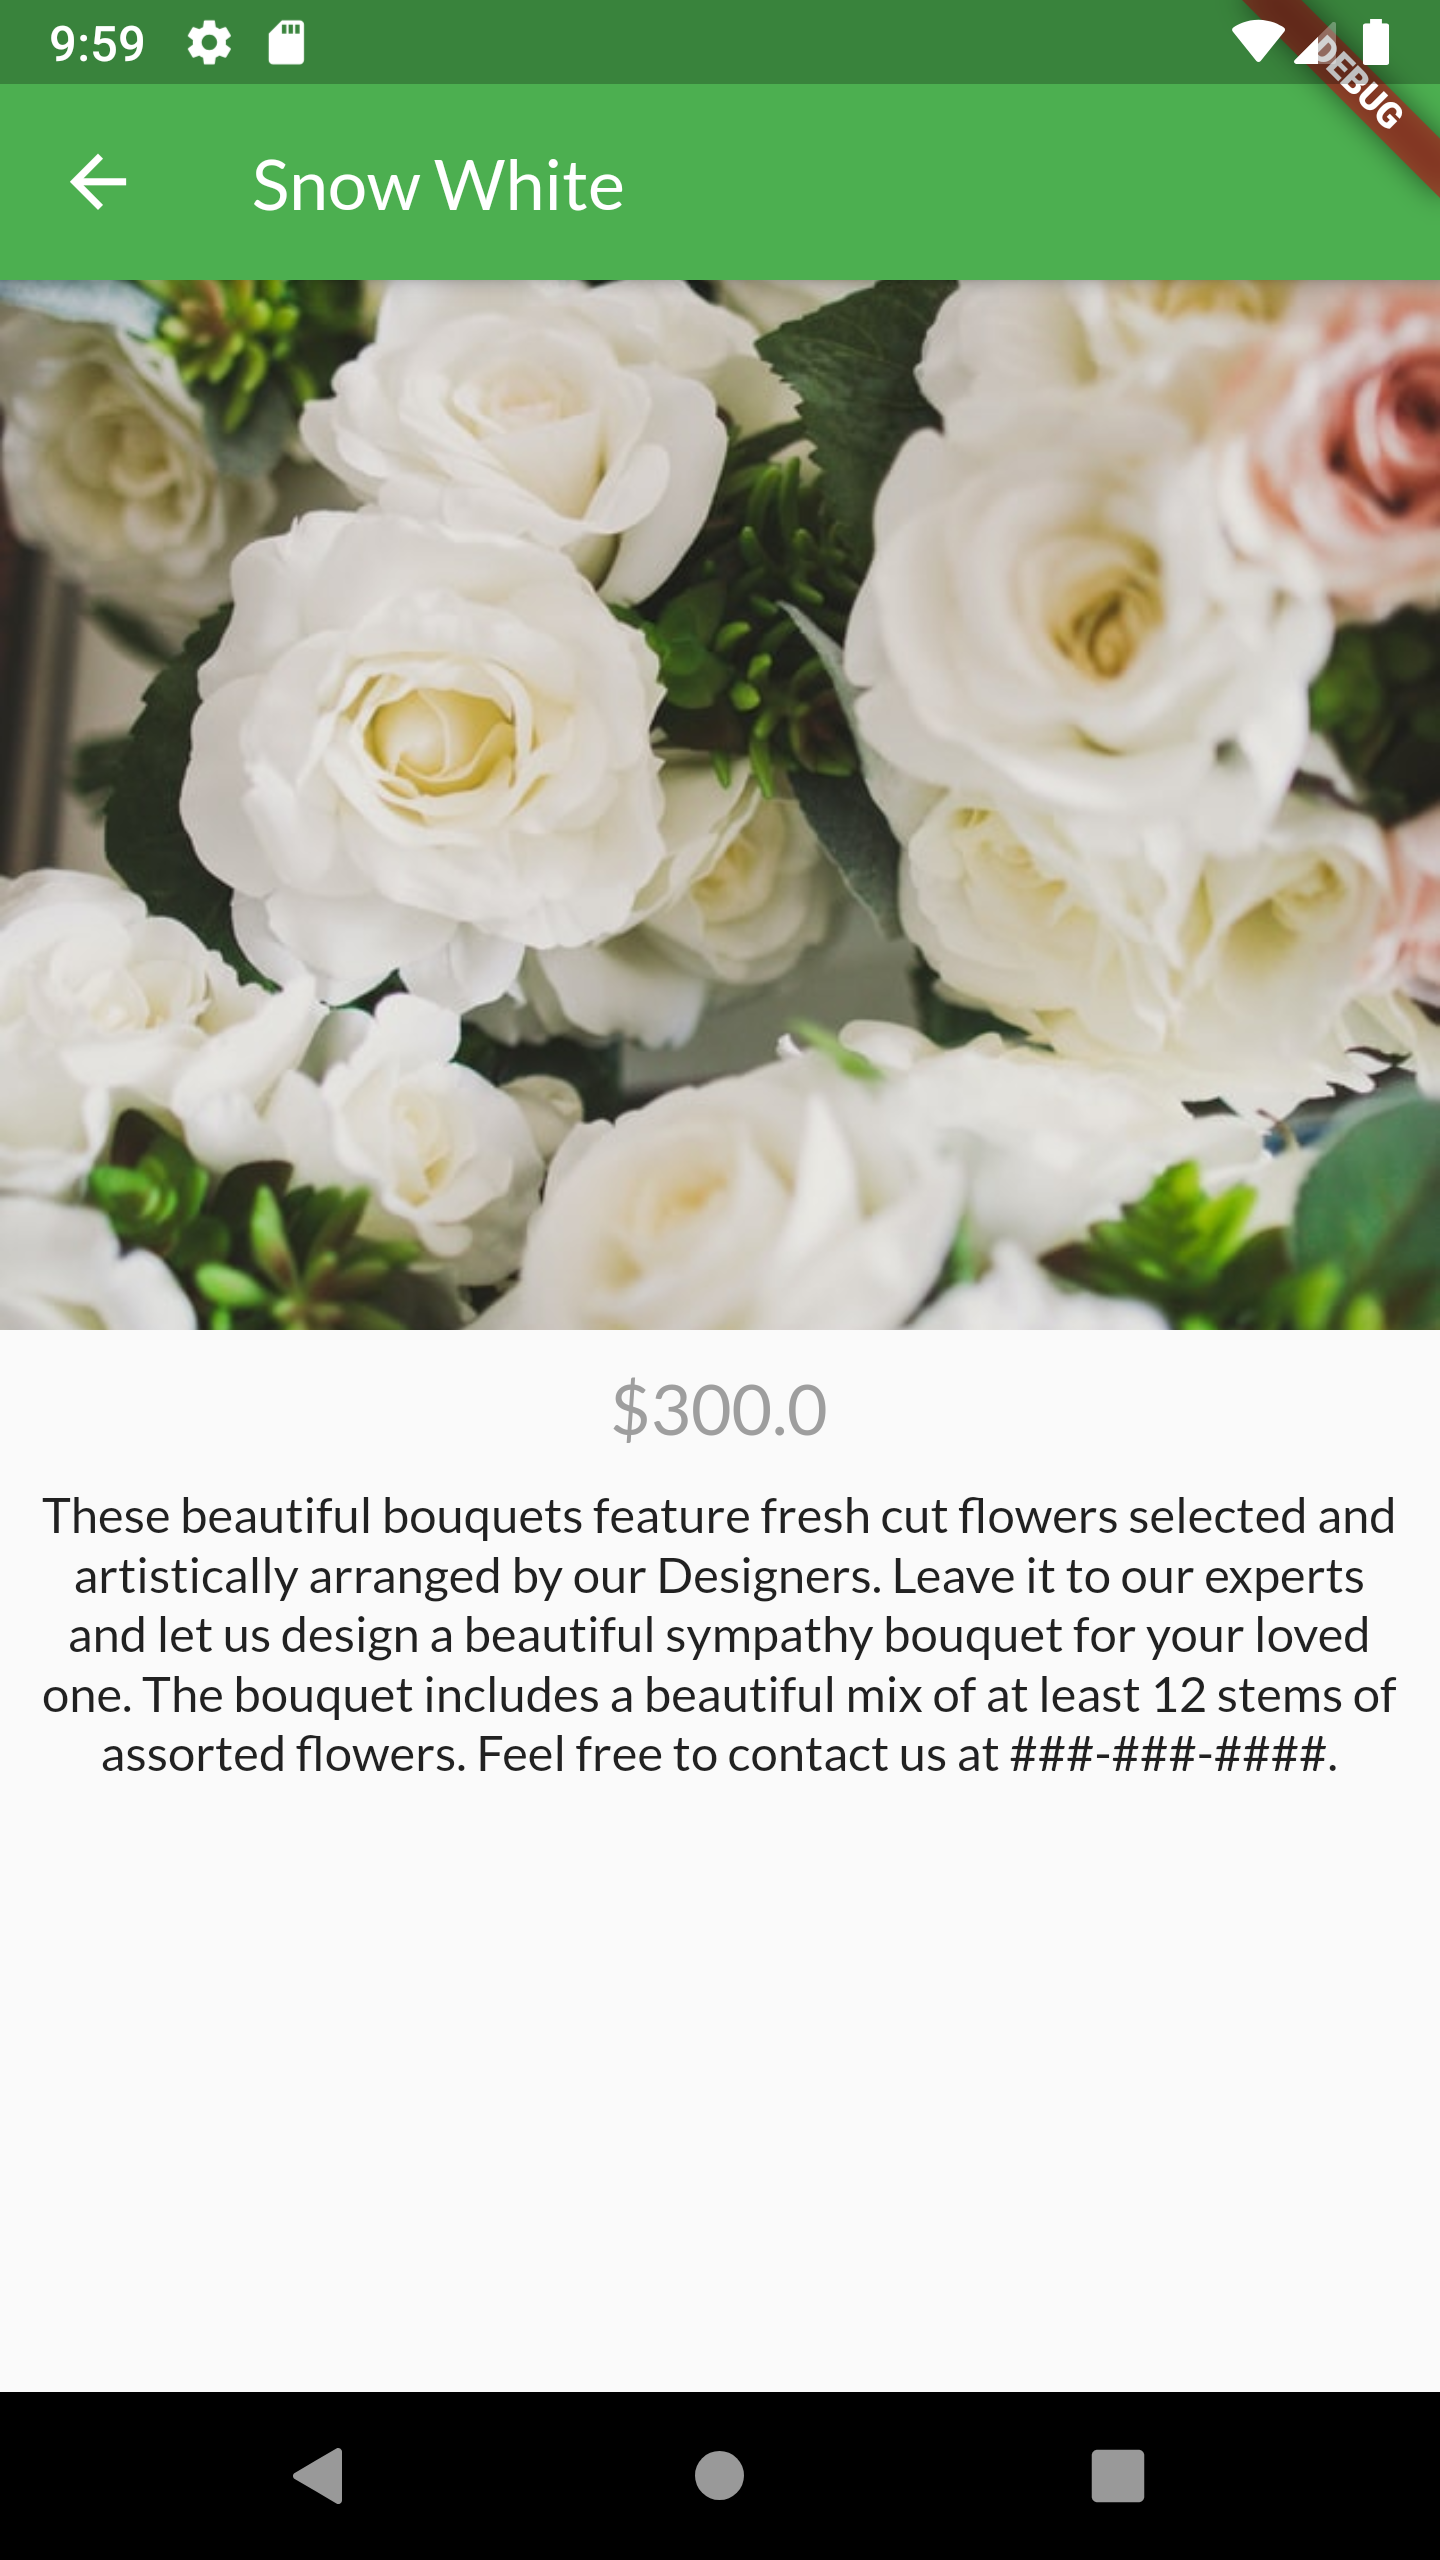 9:59
DEBUG
Snow White
$300.0
These beautiful bouquets feature fresh cut flowers selected and
artistically arranged by our Designers. Leave it to our experts
and let us design a beautiful sympathy bouquet for your loved
one. The bouquet includes a beautiful mix of at least 12 stems of
assorted flowers. Feel free to contact us at ###-###-####.